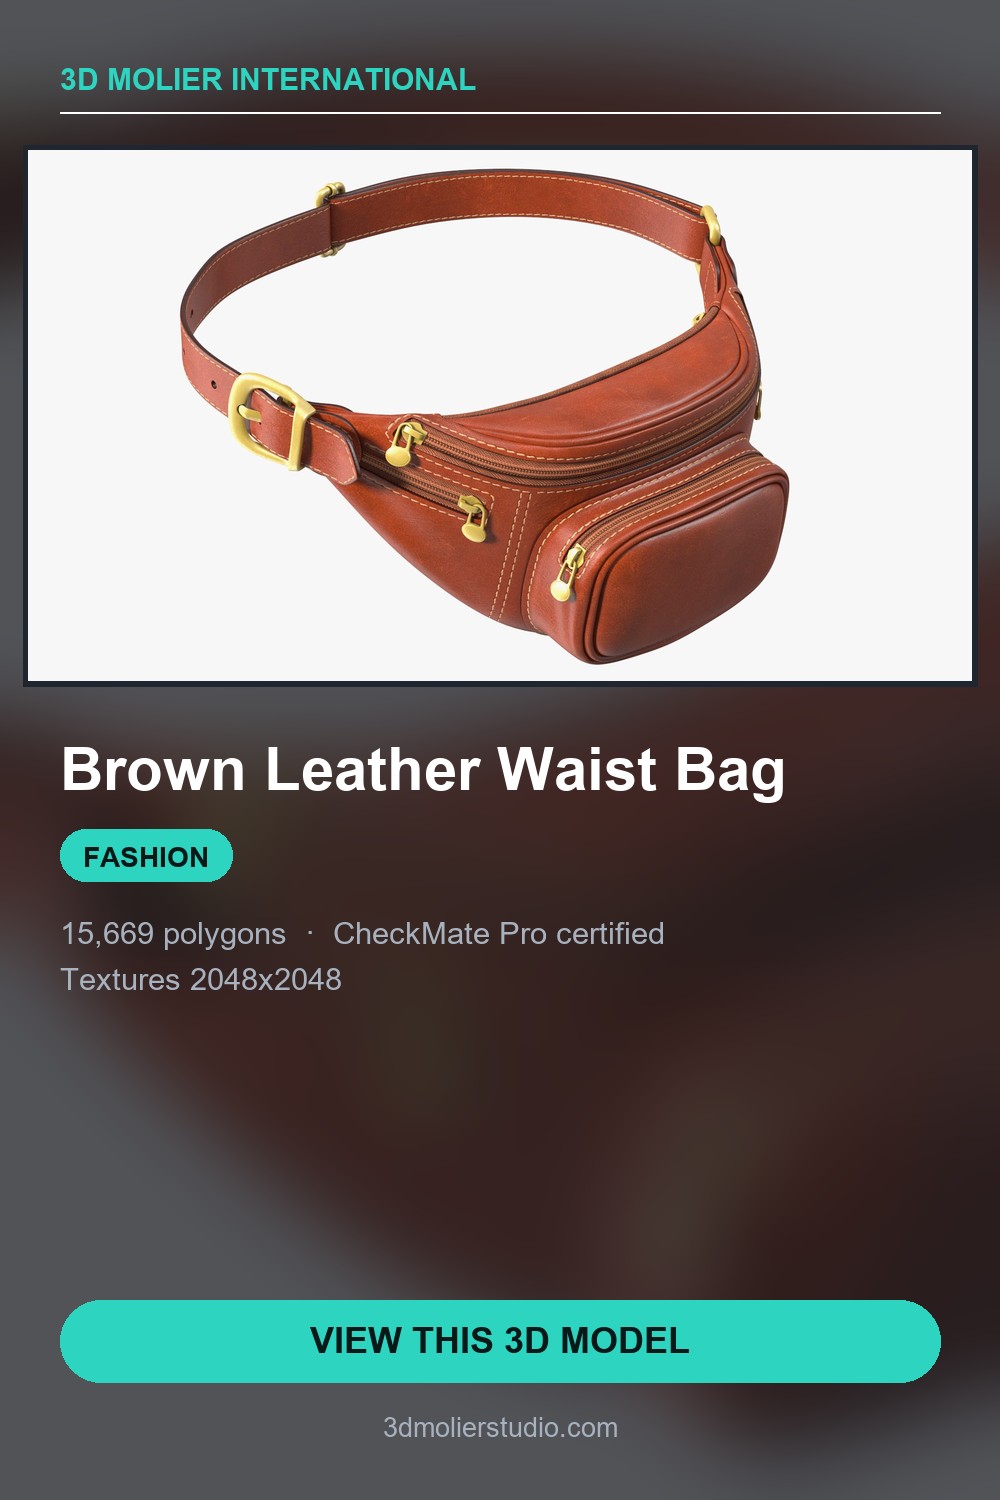 3D MOLIER INTERNATIONAL
Brown Leather Waist Bag
FASHION
15,669 polygons · CheckMate Pro certified
Textures 2048x2048
VIEW THIS 3D MODEL
3dmolierstudio.com